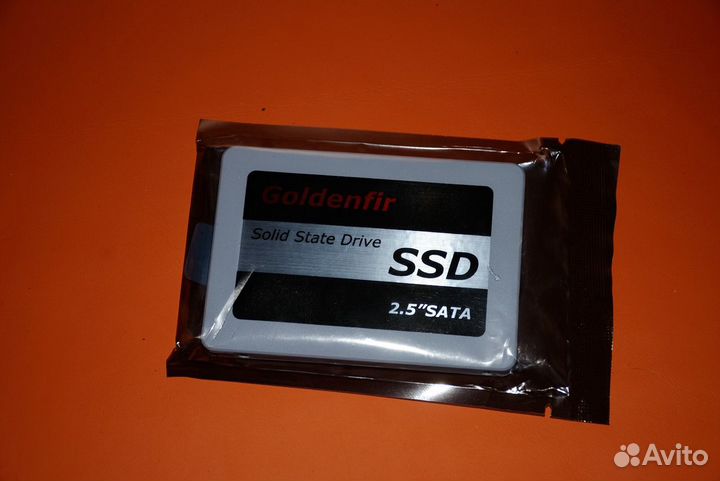 Goldenfir
Solid State Drive
SSD
2.5”SATA
Avito